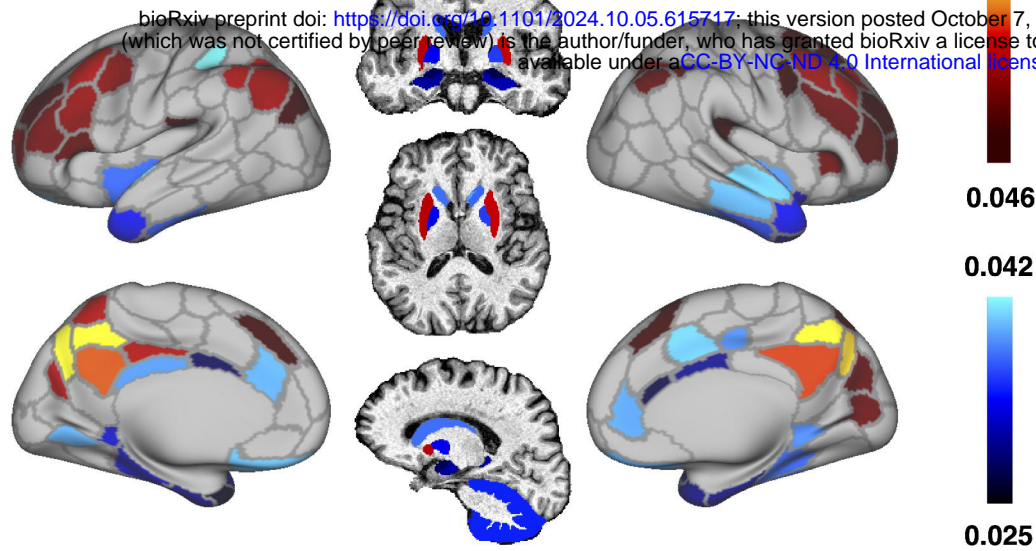 bioRxiv preprint doi: https://doi.org/10.1101/2024.10.05.615717; this version posted October 7,
(which was not certified by peer review) is the author/funder, who has granted bioRxiv a license to
available under aCC-BY-NC-ND 4.0 International license
0.046
0.042
0.025